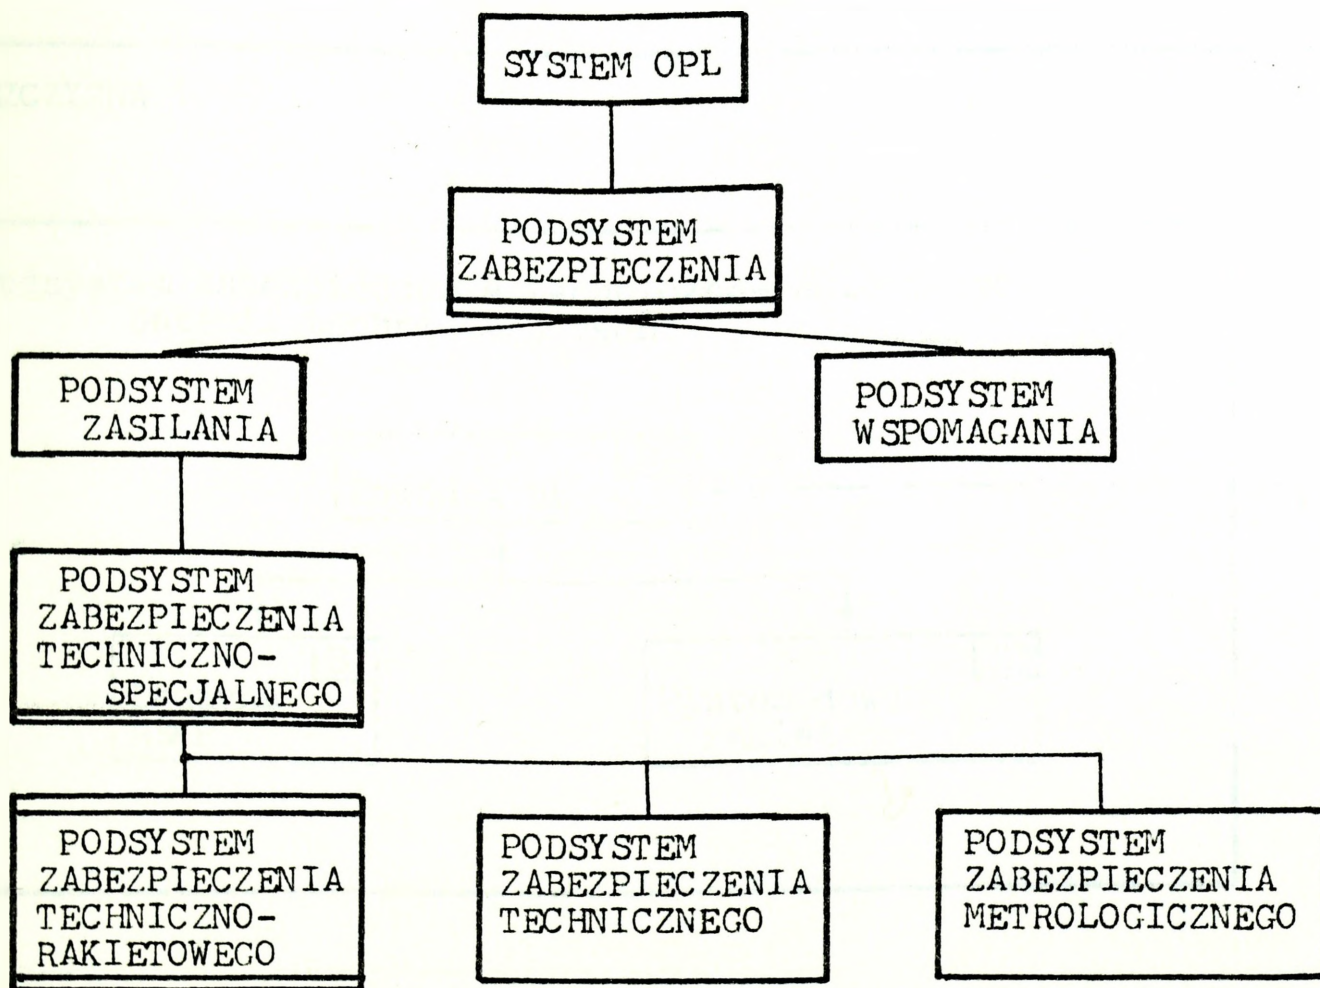 SYSTEM OPL
PODSYSTEM
ZABEZPIECZENIA
PODSYSTEM
ZASILANIA
PODSYSTEM
WSPOMAGANIA
PODSYSTEM
ZABEZPIECZENIA
TECHNICZNO-
SPECJALNEGO
PODSYSTEM
ZABEZPIECZENIA
TECHNICZNO-
RAKIETOWEGO
PODSYSTEM
ZABEZPIECZENIA
TECHNICZNEGO
PODSYSTEM
ZABEZPIECZENIA
METROLOGICZNEGO